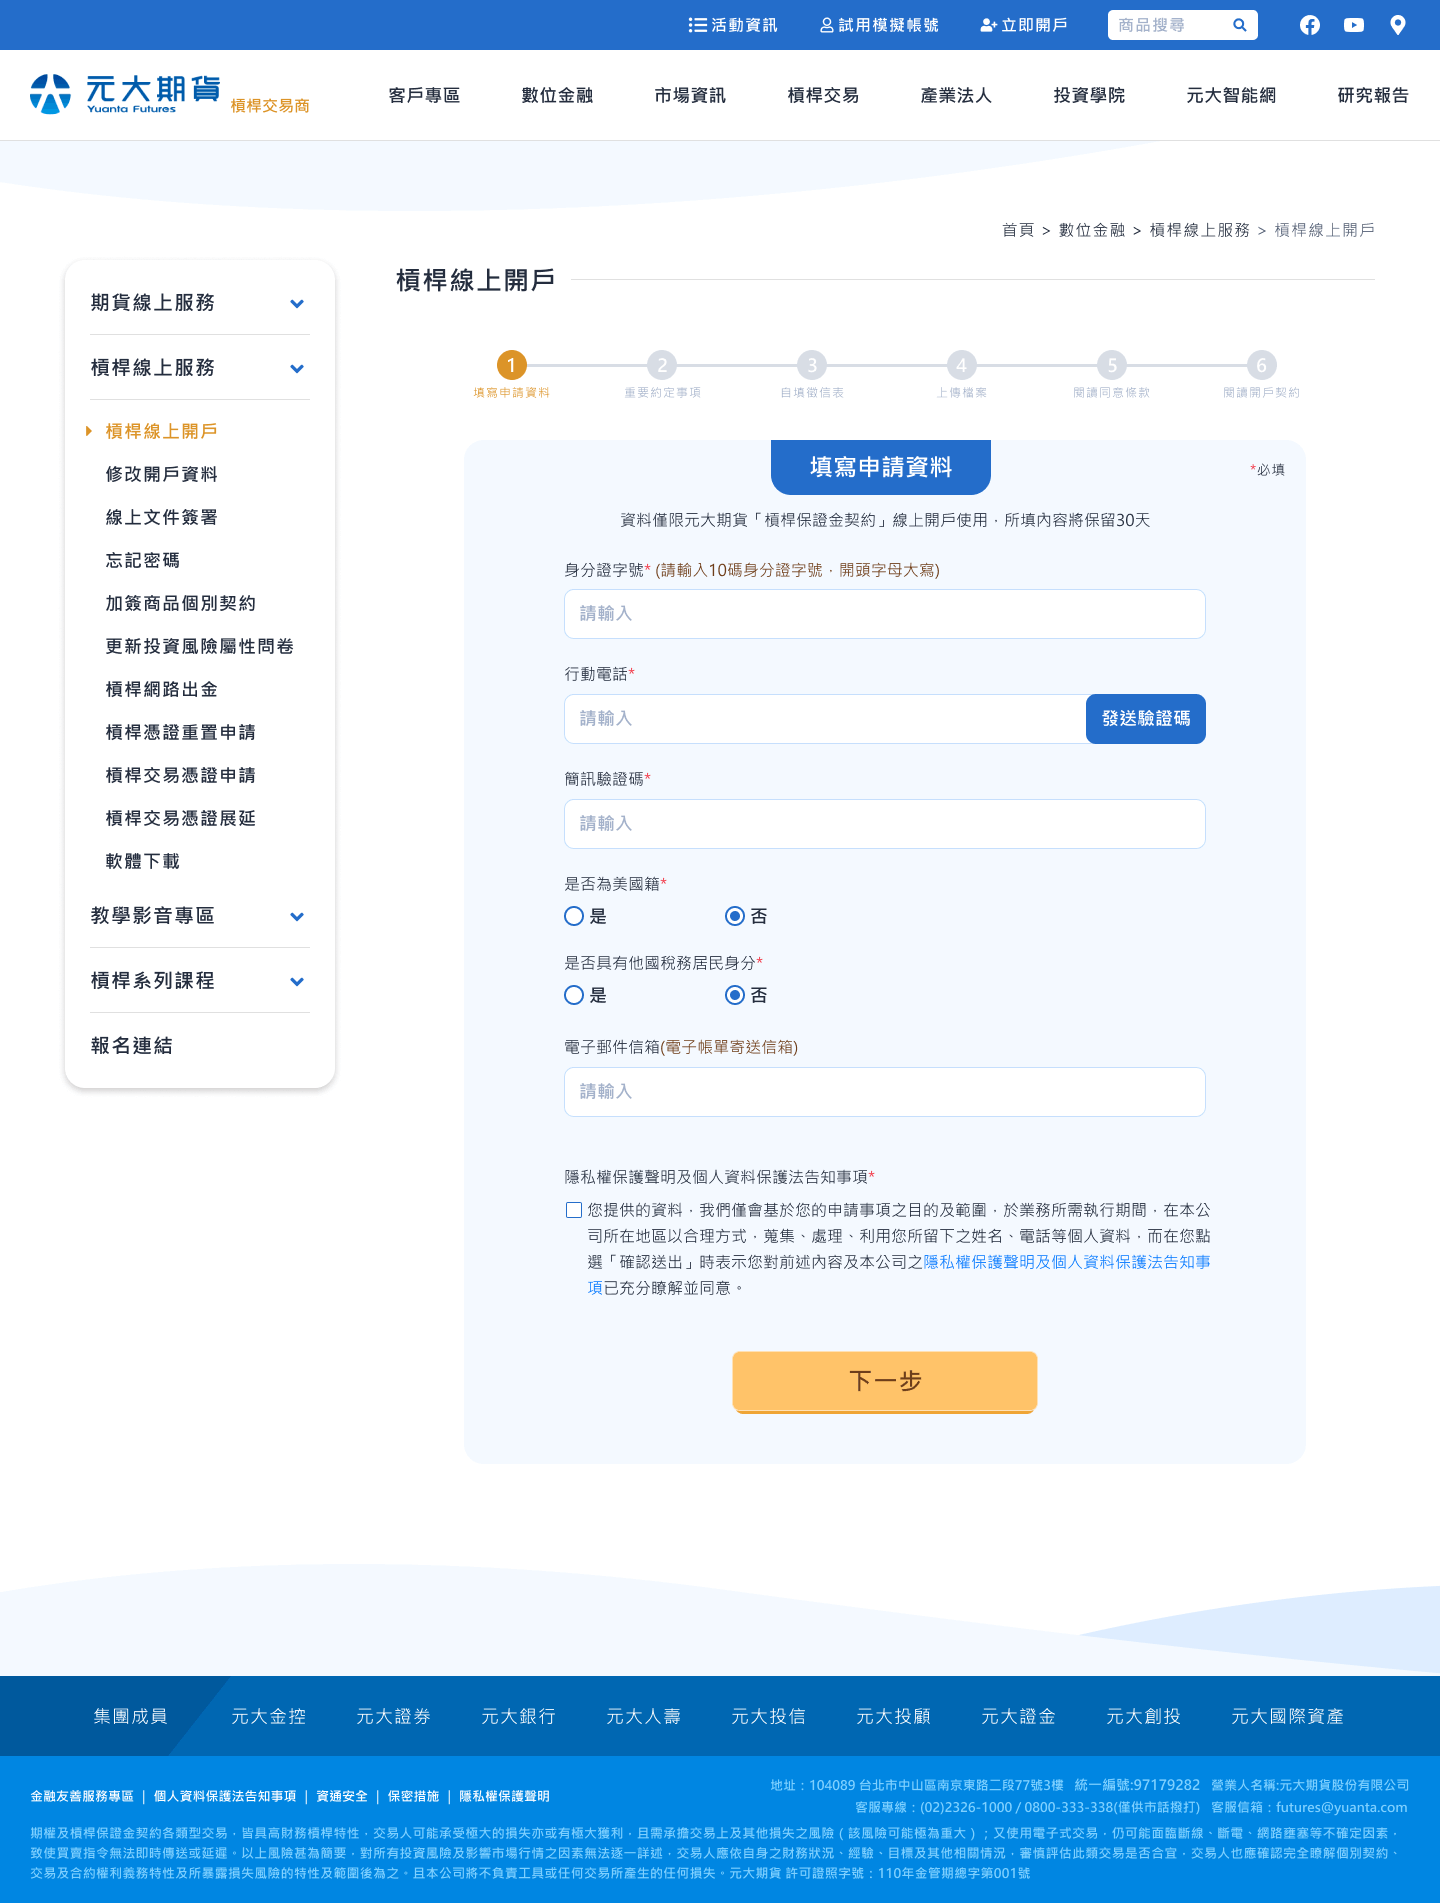 活動資訊 試用模擬帳號 立即開戶 商品搜尋
元大期貨 Yuanta Futures 槓桿交易商
客戶專區 數位金融 市場資訊 槓桿交易 產業法人 投資學院 元大智能網 研究報告
首頁 > 數位金融 > 槓桿線上服務 > 槓桿線上開戶
期貨線上服務
槓桿線上服務
槓桿線上開戶
修改開戶資料
線上文件簽署
忘記密碼
加簽商品個別契約
更新投資風險屬性問卷
槓桿網路出金
槓桿憑證重置申請
槓桿交易憑證申請
槓桿交易憑證展延
軟體下載
教學影音專區
槓桿系列課程
報名連結
槓桿線上開戶
1 2 3 4 5 6
填寫申請資料 重要約定事項 自填徵信表 上傳檔案 閱讀同意條款 閱讀開戶契約
填寫申請資料
*必填
資料僅限元大期貨「槓桿保證金契約」線上開戶使用，所填內容將保留30天
身分證字號* (請輸入10碼身分證字號，開頭字母大寫)
請輸入
行動電話*
請輸入 發送驗證碼
簡訊驗證碼*
請輸入
是否為美國籍*
是 否
是否具有他國稅務居民身分*
是 否
電子郵件信箱(電子帳單寄送信箱)
請輸入
隱私權保護聲明及個人資料保護法告知事項*
您提供的資料，我們僅會基於您的申請事項之目的及範圍，於業務所需執行期間，在本公
司所在地區以合理方式，蒐集、處理、利用您所留下之姓名、電話等個人資料，而在您點
選「確認送出」時表示您對前述內容及本公司之隱私權保護聲明及個人資料保護法告知事
項已充分瞭解並同意。
下一步
集團成員 元大金控 元大證券 元大銀行 元大人壽 元大投信 元大投顧 元大證金 元大創投 元大國際資產
金融友善服務專區 | 個人資料保護法告知事項 | 資通安全 | 保密措施 | 隱私權保護聲明
地址：104089 台北市中山區南京東路二段77號3樓 統一編號:97179282 營業人名稱:元大期貨股份有限公司
客服專線：(02)2326-1000 / 0800-333-338(僅供市話撥打) 客服信箱：futures@yuanta.com
期權及槓桿保證金契約各類型交易，皆具高財務槓桿特性，交易人可能承受極大的損失亦或有極大獲利，且需承擔交易上及其他損失之風險（該風險可能極為重大）；又使用電子式交易，仍可能面臨斷線、斷電、網路壅塞等不確定因素，
致使買賣指令無法即時傳送或延遲。以上風險甚為簡要，對所有投資風險及影響市場行情之因素無法逐一詳述，交易人應依自身之財務狀況、經驗、目標及其他相關情況，審慎評估此類交易是否合宜，交易人也應確認完全瞭解個別契約、
交易及合約權利義務特性及所暴露損失風險的特性及範圍後為之。且本公司將不負責工具或任何交易所產生的任何損失。元大期貨 許可證照字號：110年金管期總字第001號